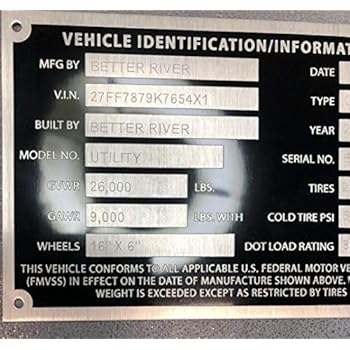 VEHICLE IDENTIFICATION/INFORMAT
MFG BY BETTER RIVER DATE
V.I.N. 27FF7879K7654X1 TYPE
BUILT BY BETTER RIVER YEAR
MODEL NO. UTILITY SERIAL NO.
GVWR 26,000 LBS. TIRES
GAWR 9,000 LBS. WITH COLD TIRE PSI
WHEELS 16" X 6" DOT LOAD RATING
THIS VEHICLE CONFORMS TO ALL APPLICABLE U.S. FEDERAL MOTOR VE
(FMVSS) IN EFFECT ON THE DATE OF MANUFACTURE SHOWN ABOVE.
WEIGHT IS EXCEEDED EXCEPT AS RESTRICTED BY TIRES